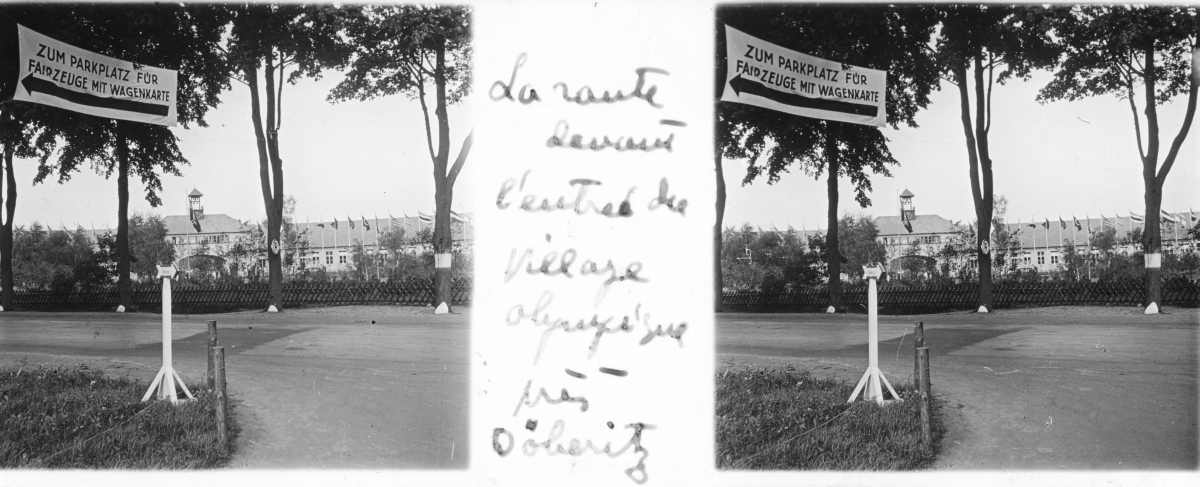 ZUM PARKPLATZ FÜR
FAHRZEUGE MIT WAGENKARTE
La route
devant
l'entrée du
Village
olympique
près
Döberitz
ZUM PARKPLATZ FÜR
FAHRZEUGE MIT WAGENKARTE